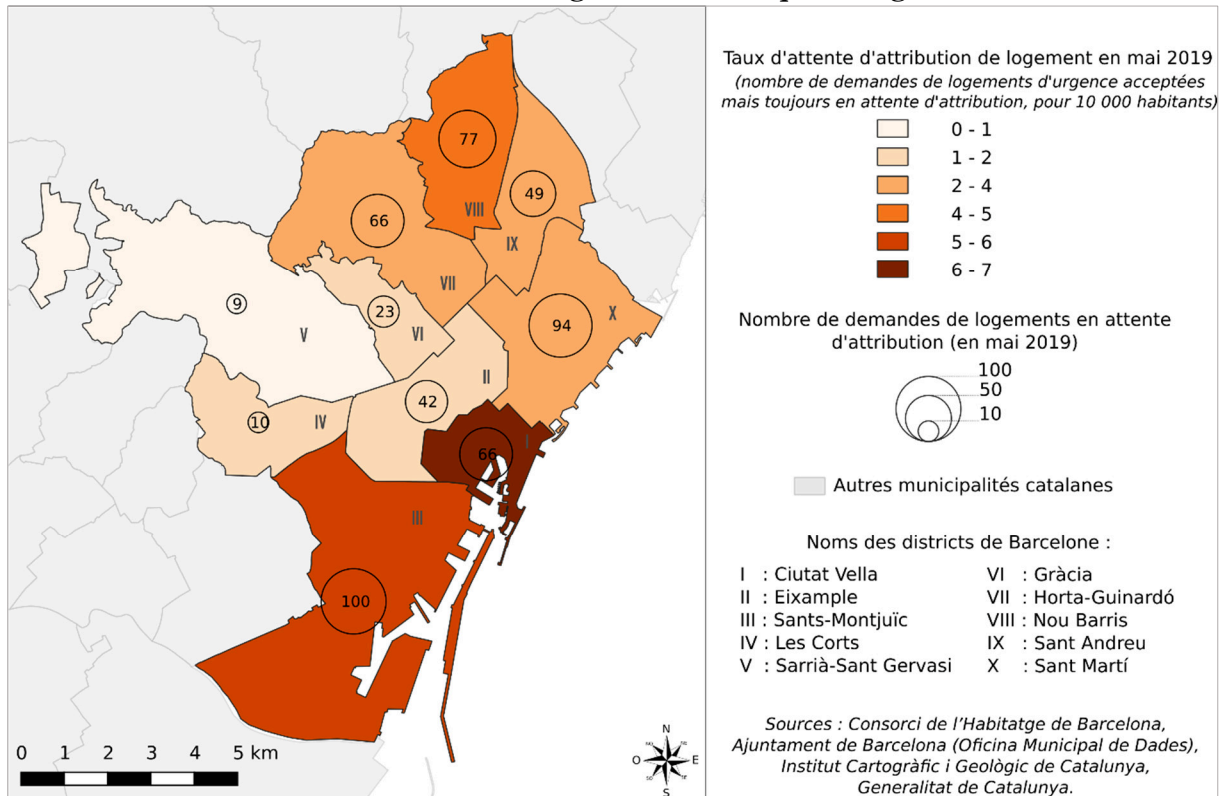 Taux d'attente d'attribution de logement en mai 2019
(nombre de demandes de logements d'urgence acceptées
mais toujours en attente d'attribution, pour 10 000 habitants)
0 - 1
1 - 2
2 - 4
4 - 5
5 - 6
6 - 7
Nombre de demandes de logements en attente
d'attribution (en mai 2019)
100
50
10
Autres municipalités catalanes
Noms des districts de Barcelone :
I : Ciutat Vella
II : Eixample
III : Sants-Montjuïc
IV : Les Corts
V : Sarrià-Sant Gervasi
VI : Gràcia
VII : Horta-Guinardó
VIII : Nou Barris
IX : Sant Andreu
X : Sant Martí
Sources : Consorci de l’Habitatge de Barcelona,
Ajuntament de Barcelona (Oficina Municipal de Dades),
Institut Cartogràfic i Geològic de Catalunya,
Generalitat de Catalunya.
77
49
66
VIII
IX
VII
9
23
94
X
V
VI
II
42
10
IV
I
66
III
100
0 1 2 3 4 5 km
N
O E
S